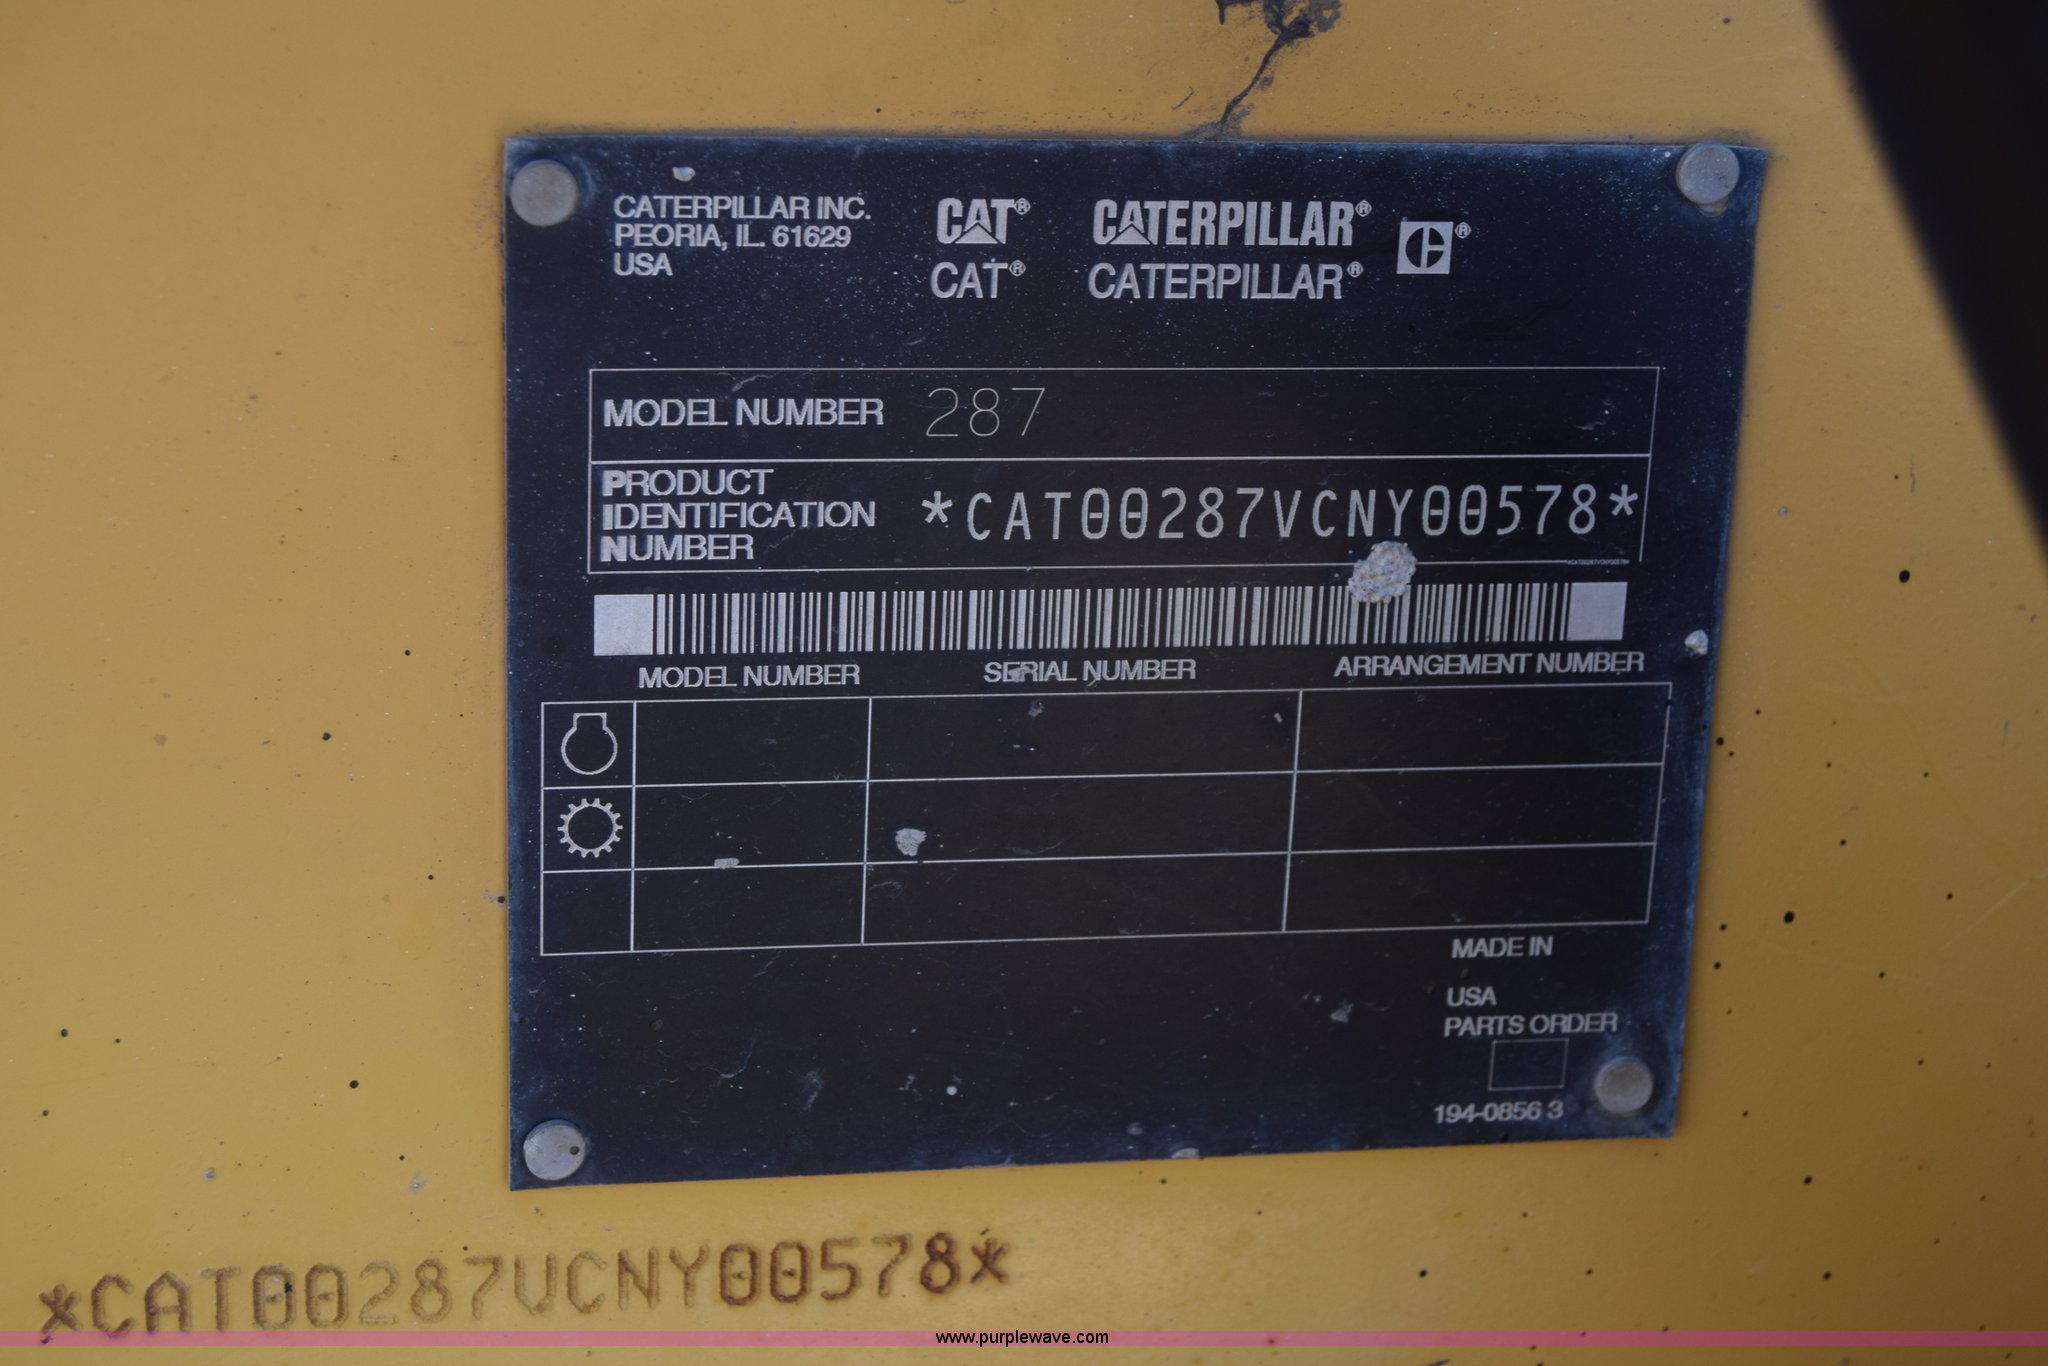 CATERPILLAR INC.
PEORIA, IL. 61629
USA
CAT® CATERPILLAR® C®
CAT® CATERPILLAR®
MODEL NUMBER 287
PRODUCT
IDENTIFICATION
NUMBER
*CAT00287VCNY00578*
*CAT00287VCNY00578*
MODEL NUMBER SERIAL NUMBER ARRANGEMENT NUMBER
MADE IN
USA
PARTS ORDER
194-0856 3
*CAT00287VCNY00578*
www.purplewave.com